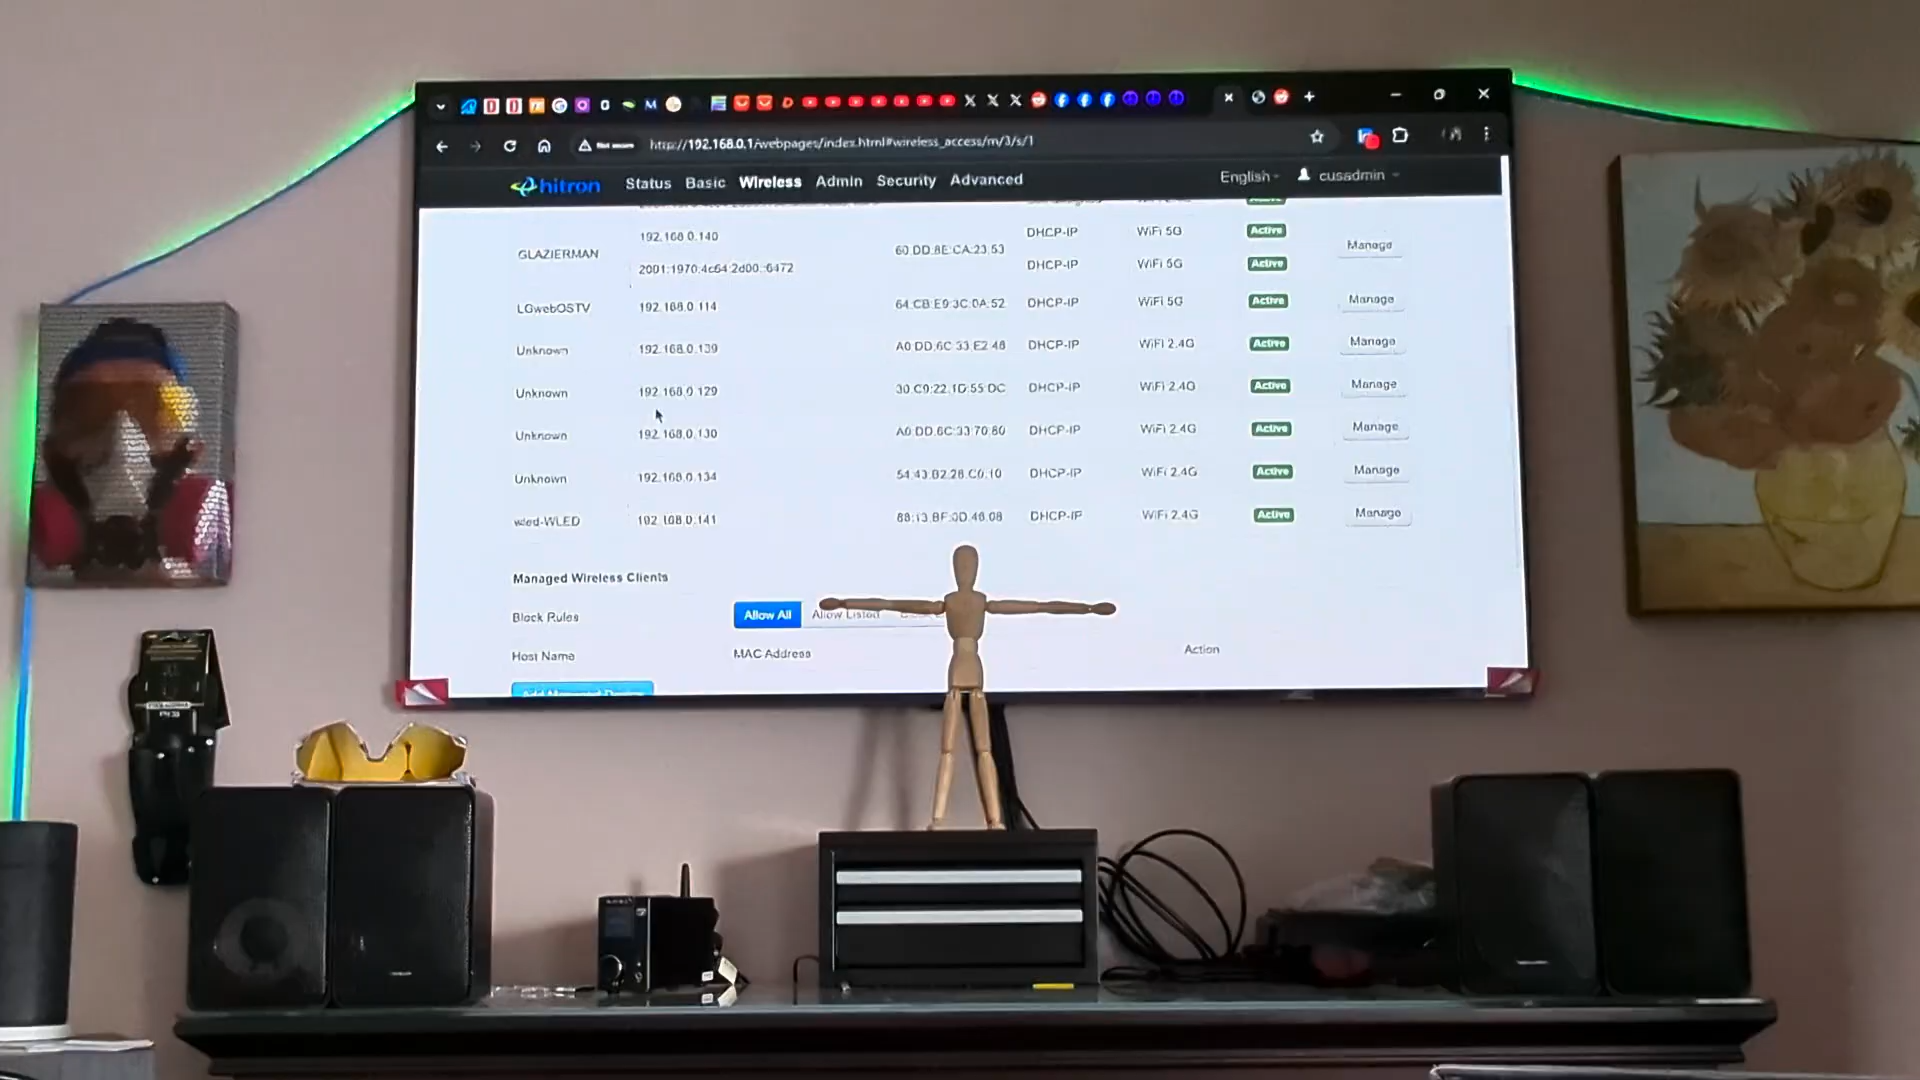 Not secure http://192.168.0.1/webpages/index.html#wireless_access/m/3/s/1
hitron Status Basic Wireless Admin Security Advanced English cusadmin
192.168.0.140 DHCP-IP WiFi 5G Active
GLAZIERMAN 60:DD:8E:CA:23:53 Manage
2001:1970:4c64:2d00::6472 DHCP-IP WiFi 5G Active
LGwebOSTV 192.168.0.114 64:CB:E9:3C:0A:52 DHCP-IP WiFi 5G Active Manage
Unknown 192.168.0.139 A0:DD:6C:33:E2:48 DHCP-IP WiFi 2.4G Active Manage
Unknown 192.168.0.129 30:C9:22:1D:55:DC DHCP-IP WiFi 2.4G Active Manage
Unknown 192.168.0.130 A0:DD:6C:33:70:80 DHCP-IP WiFi 2.4G Active Manage
Unknown 192.168.0.134 54:43:B2:28:C0:10 DHCP-IP WiFi 2.4G Active Manage
wled-WLED 192.168.0.141 DHCP-IP WiFi 2.4G Active Manage
Managed Wireless Clients
Block Rules Allow All Allow Listed
Host Name MAC Address Action